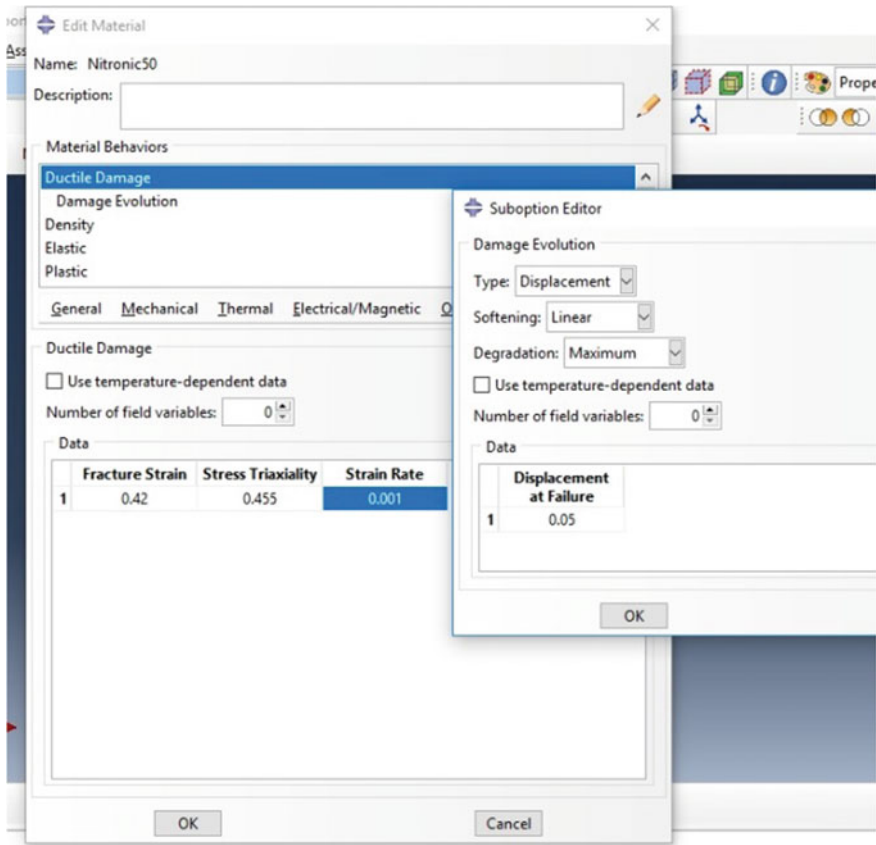 Edit Material
Name: Nitronic50
Description:
Material Behaviors
Ductile Damage
Damage Evolution
Density
Elastic
Plastic
General Mechanical Thermal Electrical/Magnetic
Ductile Damage
Use temperature-dependent data
Number of field variables: 0
Data
Fracture Strain Stress Triaxiality Strain Rate
1 0.42 0.455 0.001
OK Cancel
Suboption Editor
Damage Evolution
Type: Displacement
Softening: Linear
Degradation: Maximum
Use temperature-dependent data
Number of field variables: 0
Data
Displacement
at Failure
1 0.05
OK